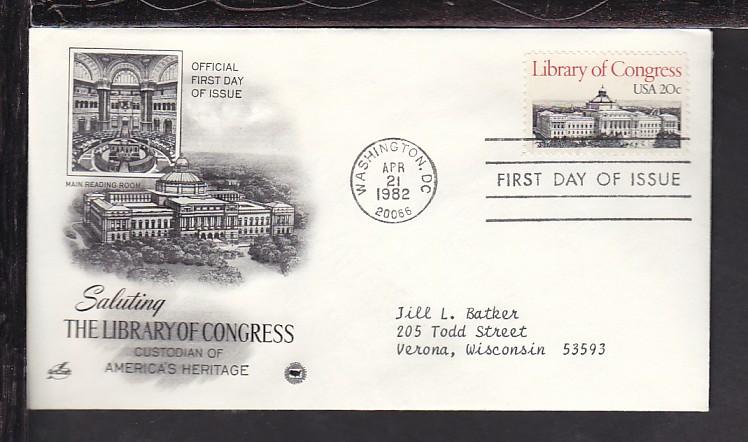 OFFICIAL
FIRST DAY
OF ISSUE
MAIN READING ROOM
Saluting
THE LIBRARY OF CONGRESS
CUSTODIAN OF
AMERICA'S HERITAGE
WASHINGTON, DC
APR
21
1982
20066
Library of Congress
USA 20c
FIRST DAY OF ISSUE
Jill L. Batker
205 Todd Street
Verona, Wisconsin 53593